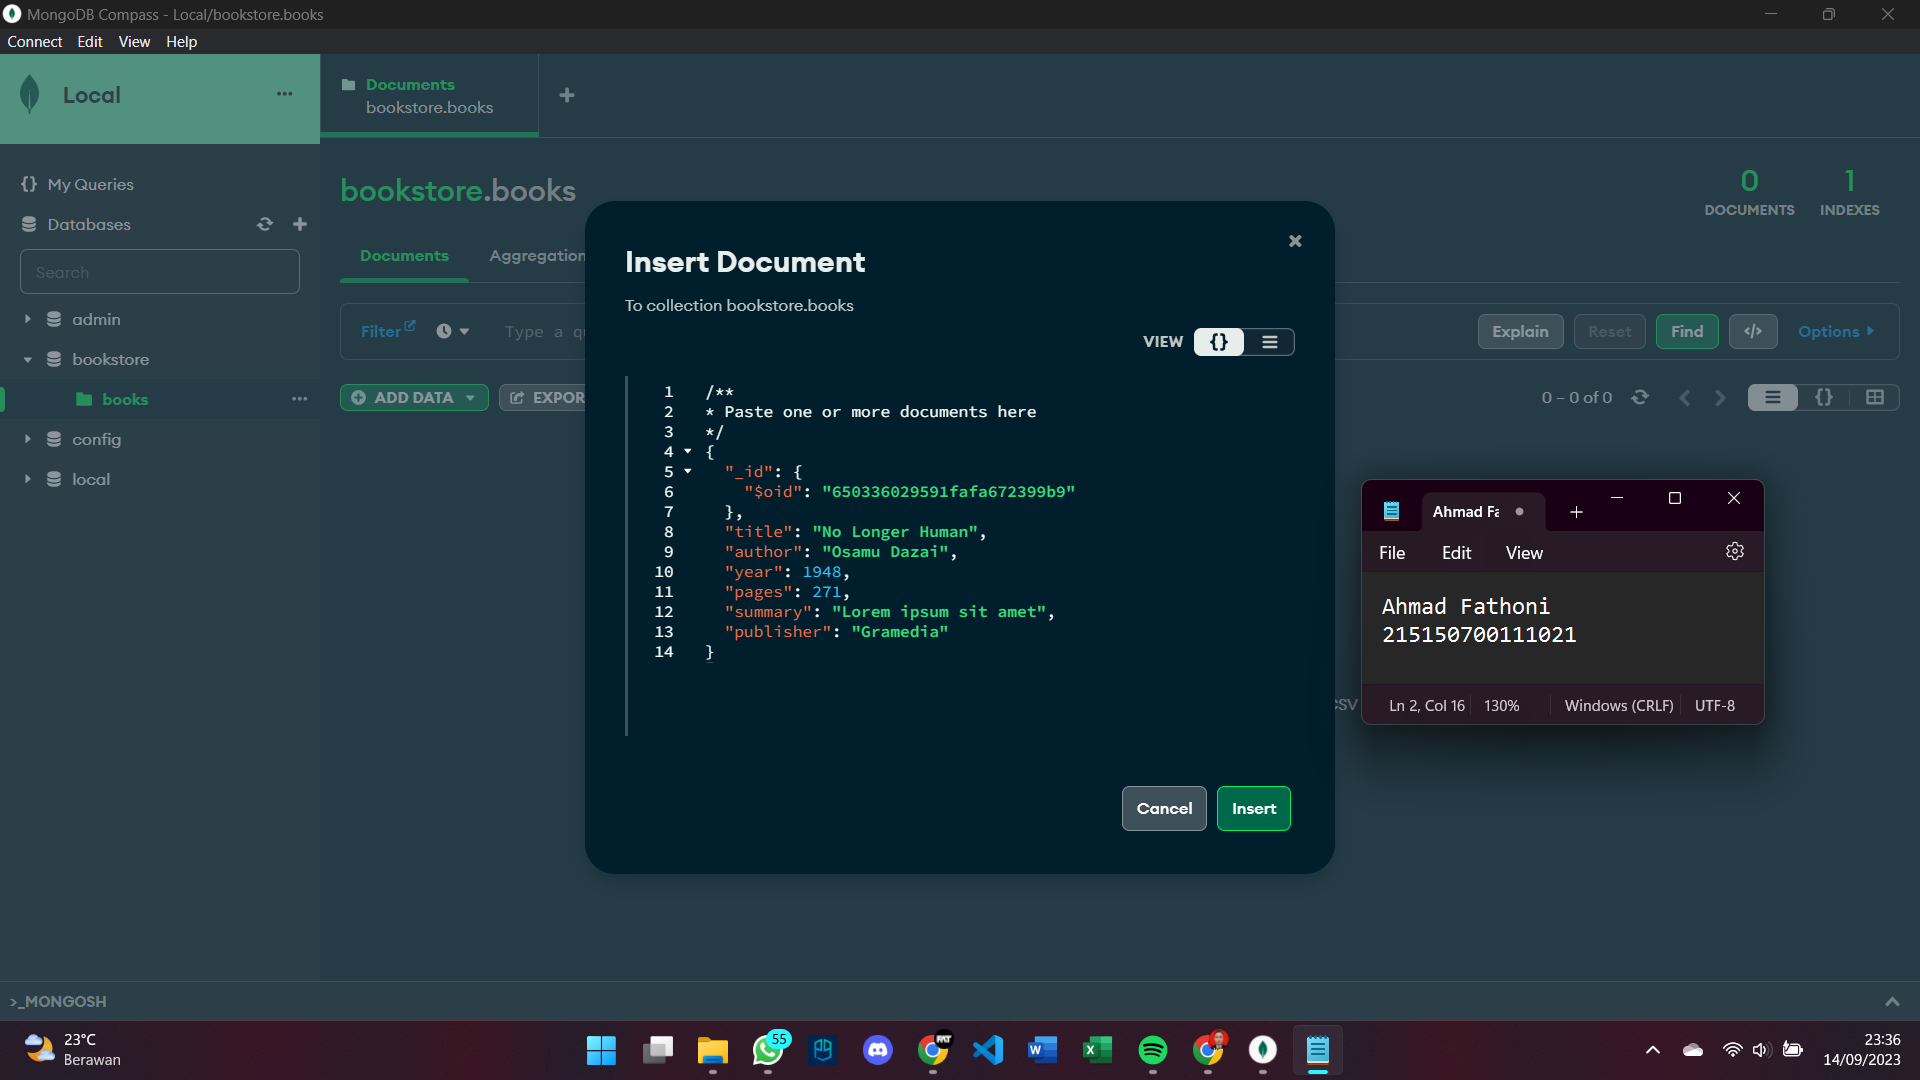 MongoDB Compass - Local/bookstore.books
Connect Edit View Help
Local
Documents
bookstore.books
My Queries
Databases
Search
admin
bookstore
books
config
local
bookstore.books
0
DOCUMENTS
1
INDEXES
Documents
Aggregation
Filter
Type a qu
Explain
Reset
Find
Options
ADD DATA
EXPOR
0 – 0 of 0
Insert Document
To collection bookstore.books
VIEW
1 /**
2 * Paste one or more documents here
3 */
4 {
5 "_id": {
6 "$oid": "650336029591fafa672399b9"
7 },
8 "title": "No Longer Human",
9 "author": "Osamu Dazai",
10 "year": 1948,
11 "pages": 271,
12 "summary": "Lorem ipsum sit amet",
13 "publisher": "Gramedia"
14 }
Cancel
Insert
CSV
Ahmad Fa
File Edit View
Ahmad Fathoni
215150700111021
Ln 2, Col 16 130% Windows (CRLF) UTF-8
>_MONGOSH
23°C
Berawan
55
FAT
23:36
14/09/2023